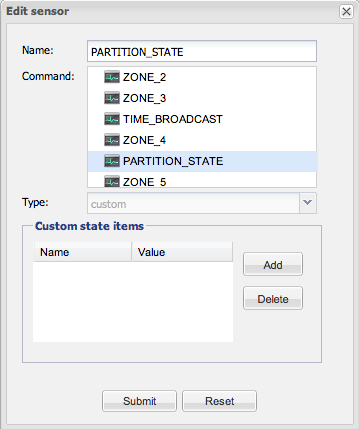 Edit sensor
Name: PARTITION_STATE
Command: ZONE_2
ZONE_3
TIME_BROADCAST
ZONE_4
PARTITION_STATE
ZONE_5
Type: custom
Custom state items
Name Value
Add
Delete
Submit Reset